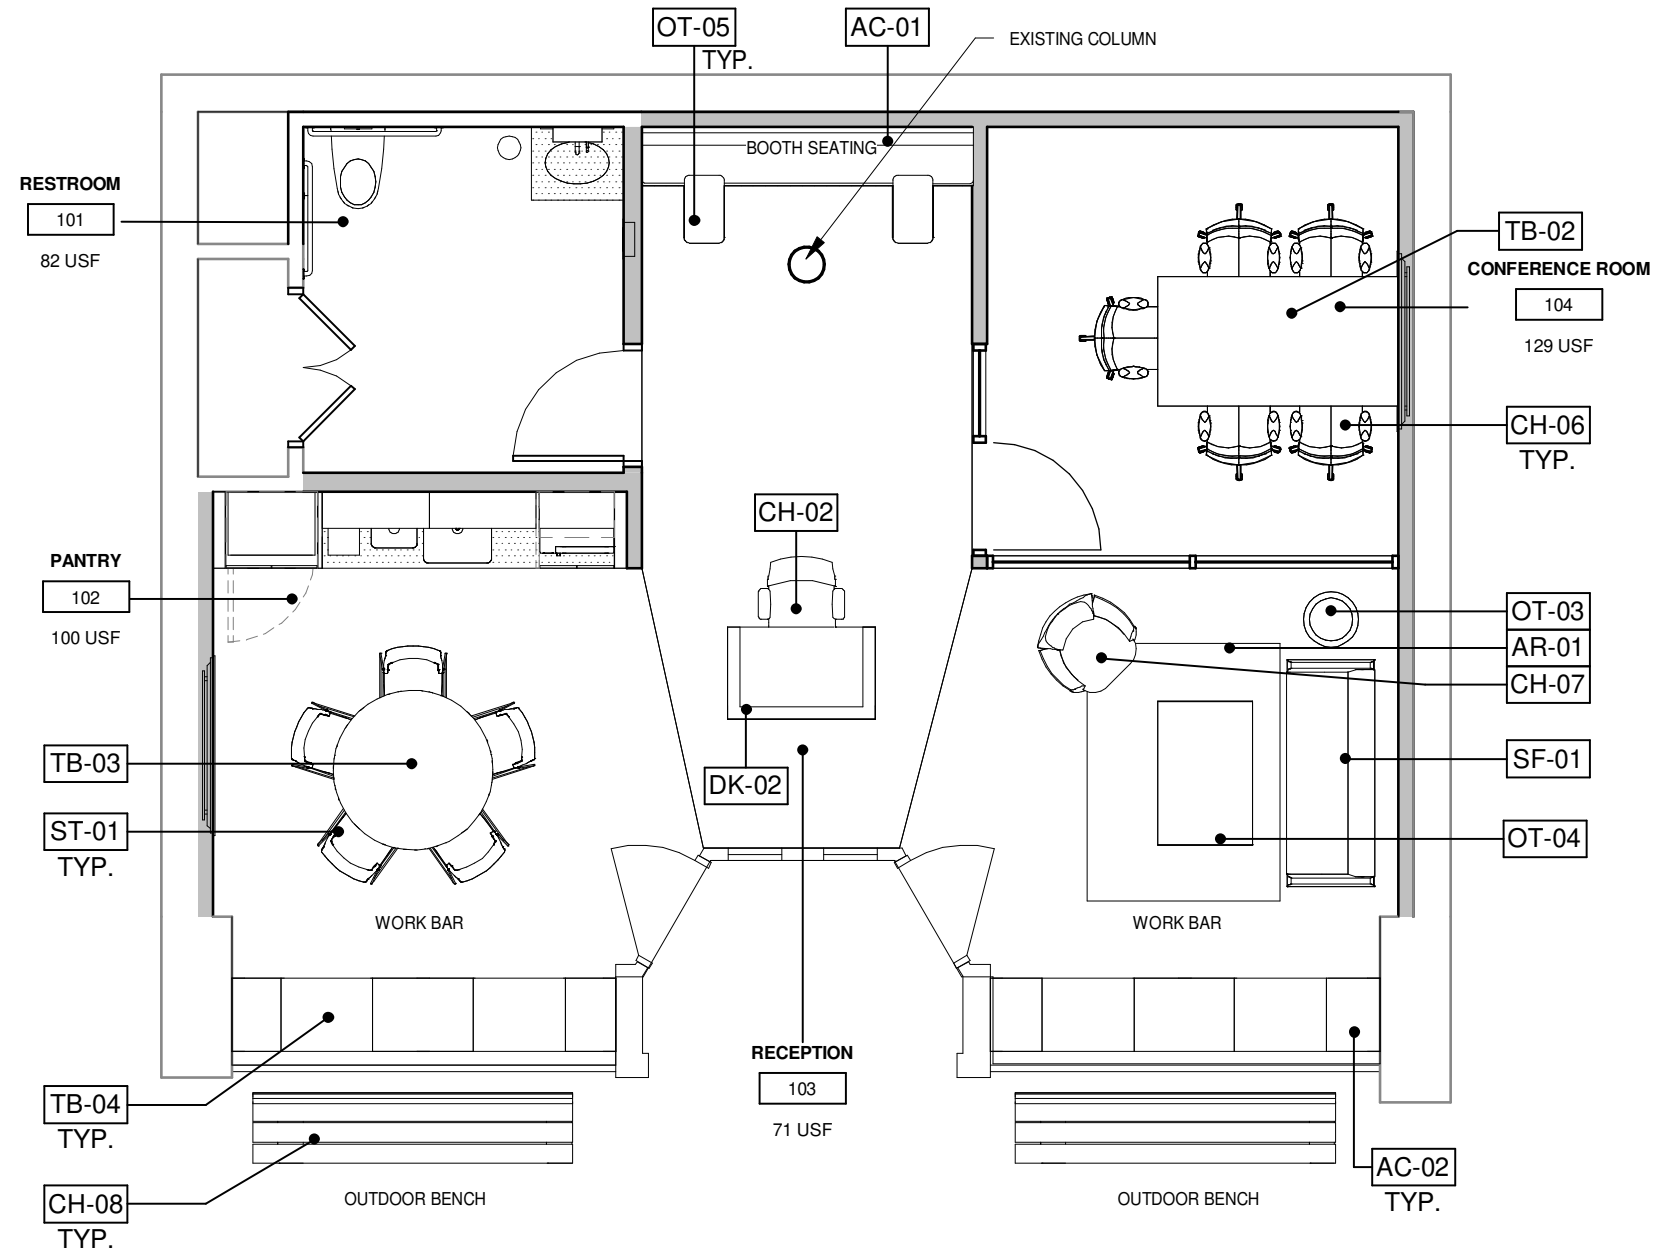 OT-05
TYP.
AC-01
EXISTING COLUMN
BOOTH SEATING
RESTROOM
101
82 USF
TB-02
CONFERENCE ROOM
104
129 USF
CH-06
TYP.
CH-02
PANTRY
102
100 USF
OT-03
AR-01
CH-07
TB-03
DK-02
SF-01
ST-01
TYP.
OT-04
WORK BAR
WORK BAR
RECEPTION
103
71 USF
TB-04
TYP.
AC-02
TYP.
CH-08
TYP.
OUTDOOR BENCH
OUTDOOR BENCH